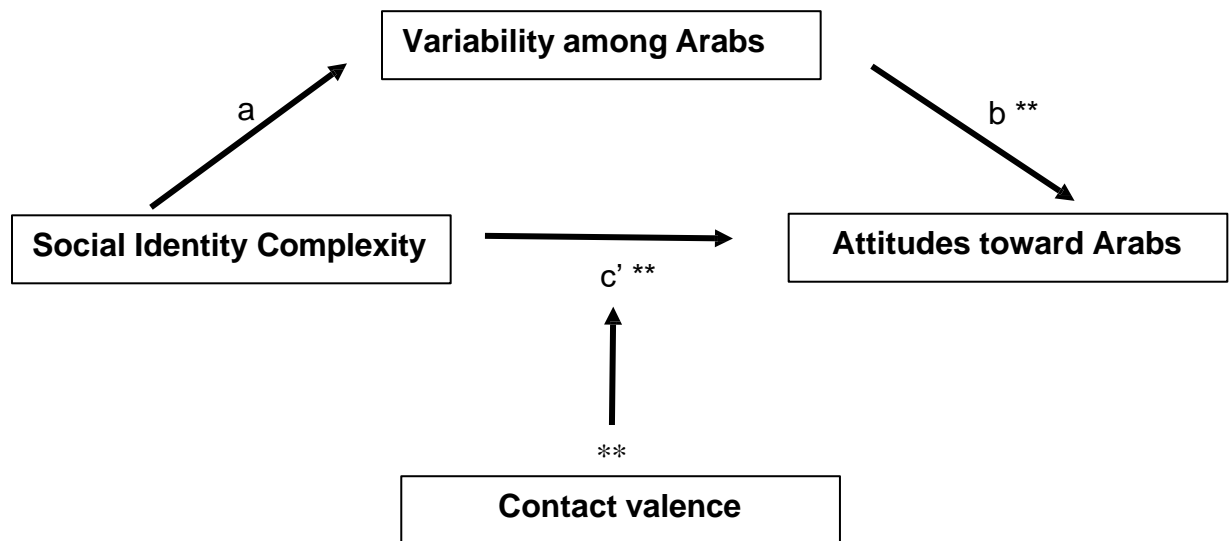 Variability among Arabs
a
b **
Social Identity Complexity
Attitudes toward Arabs
c’ **
**
Contact valence